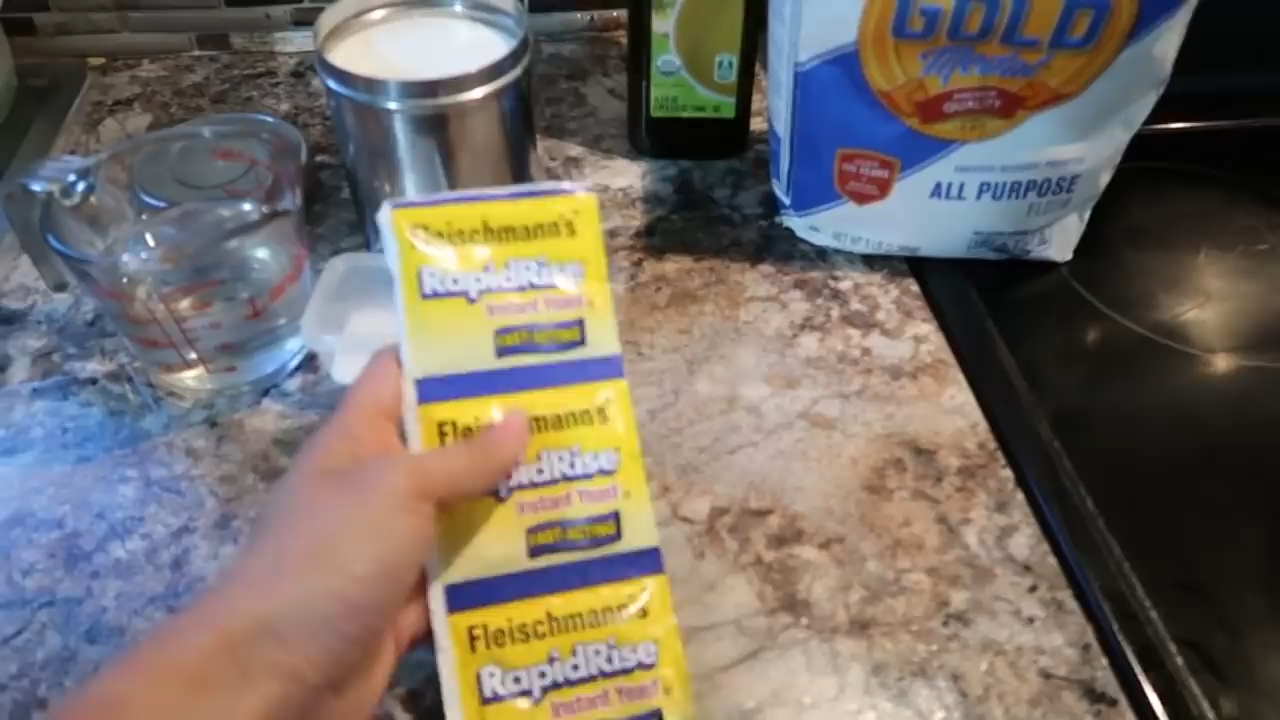 GOLD
Medal
QUALITY
ALL PURPOSE
FLOUR
Fleischmann's
RapidRise
Instant Yeast
FAST-ACTING
Fleischmann's
RapidRise
Instant Yeast
FAST-ACTING
Fleischmann's
RapidRise
Instant Yeast